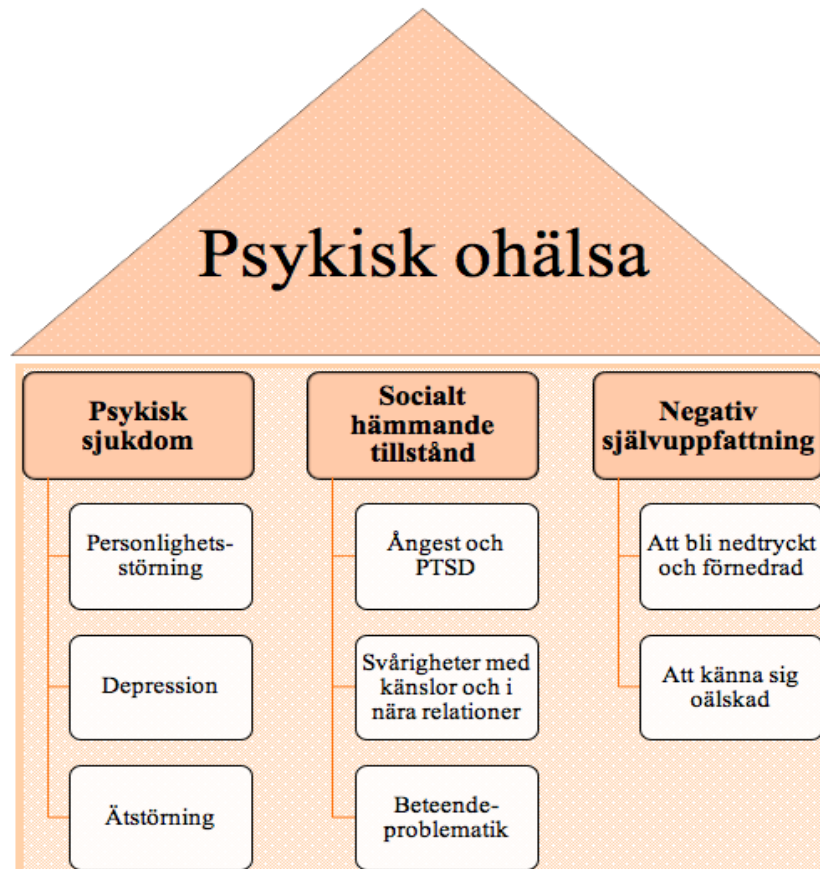 Psykisk ohälsa
Psykisk
sjukdom
Personlighets-
störning
Depression
Ätstörning
Socialt
hämmande
tillstånd
Ångest och
PTSD
Svårigheter med
känslor och i
nära relationer
Beteende-
problematik
Negativ
självuppfattning
Att bli nedtryckt
och förnedrad
Att känna sig
oälskad